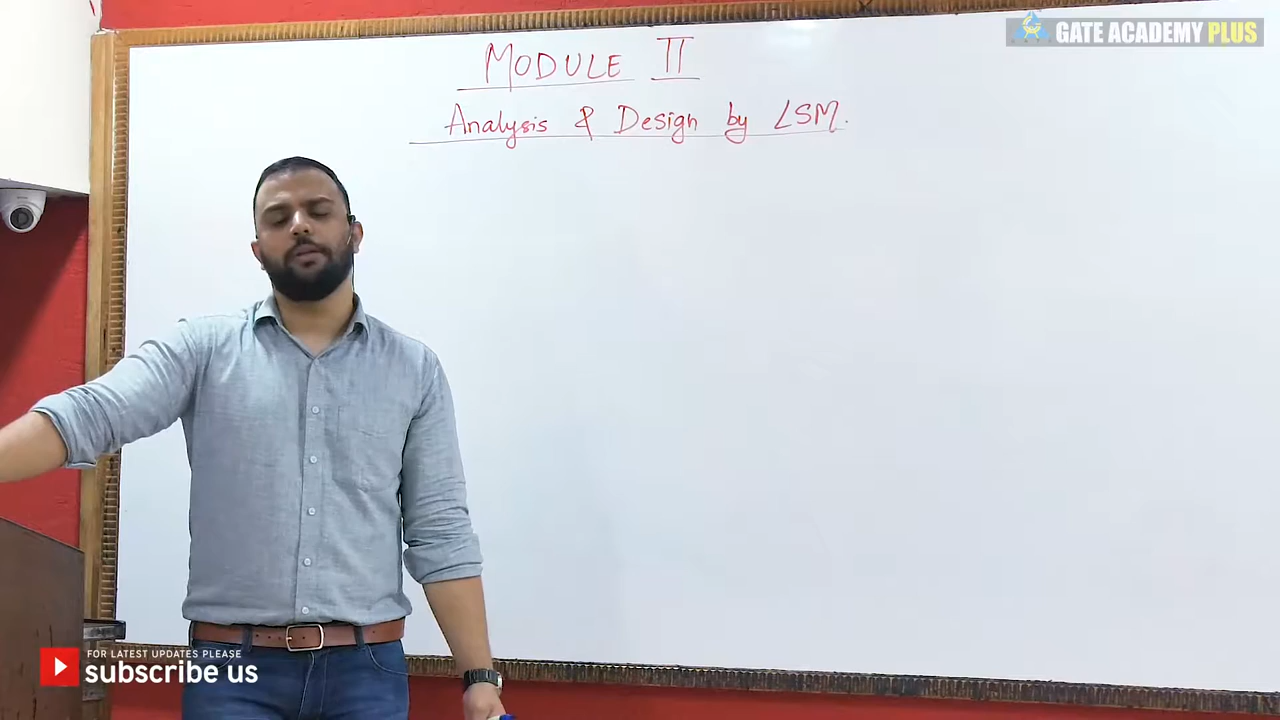 GATE ACADEMY PLUS
MODULE II
Analysis & Design by LSM.
FOR LATEST UPDATES PLEASE
subscribe us